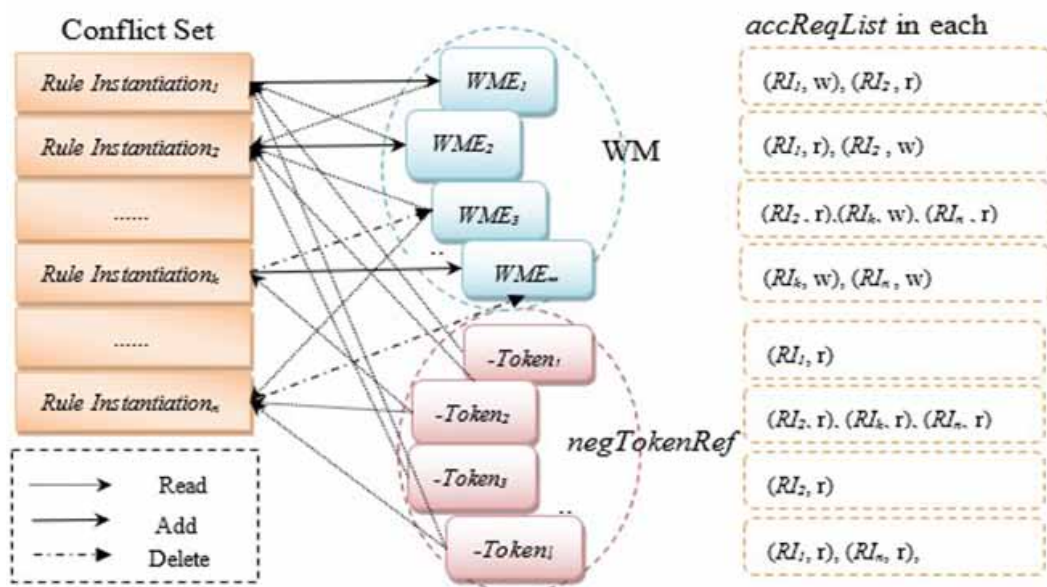 Conflict Set
Rule Instantiation₁
Rule Instantiation₂
......
Rule Instantiationₖ
......
Rule Instantiationₙ
Read
Add
Delete
WME₁
WME₂
WME₃
..
WMEₘ
WM
-Token₁
-Token₂
-Token₃
..
-Tokenₗ
negTokenRef
accReqList in each
(RI₁, w), (RI₂, r)
(RI₁, r), (RI₂, w)
(RI₂, r),(RIₖ, w), (RIₙ, r)
(RIₖ, w), (RIₙ, w)
(RI₁, r)
(RI₂, r), (RIₖ, r), (RIₙ, r)
(RI₂, r)
(RI₁, r), (RIₙ, r),